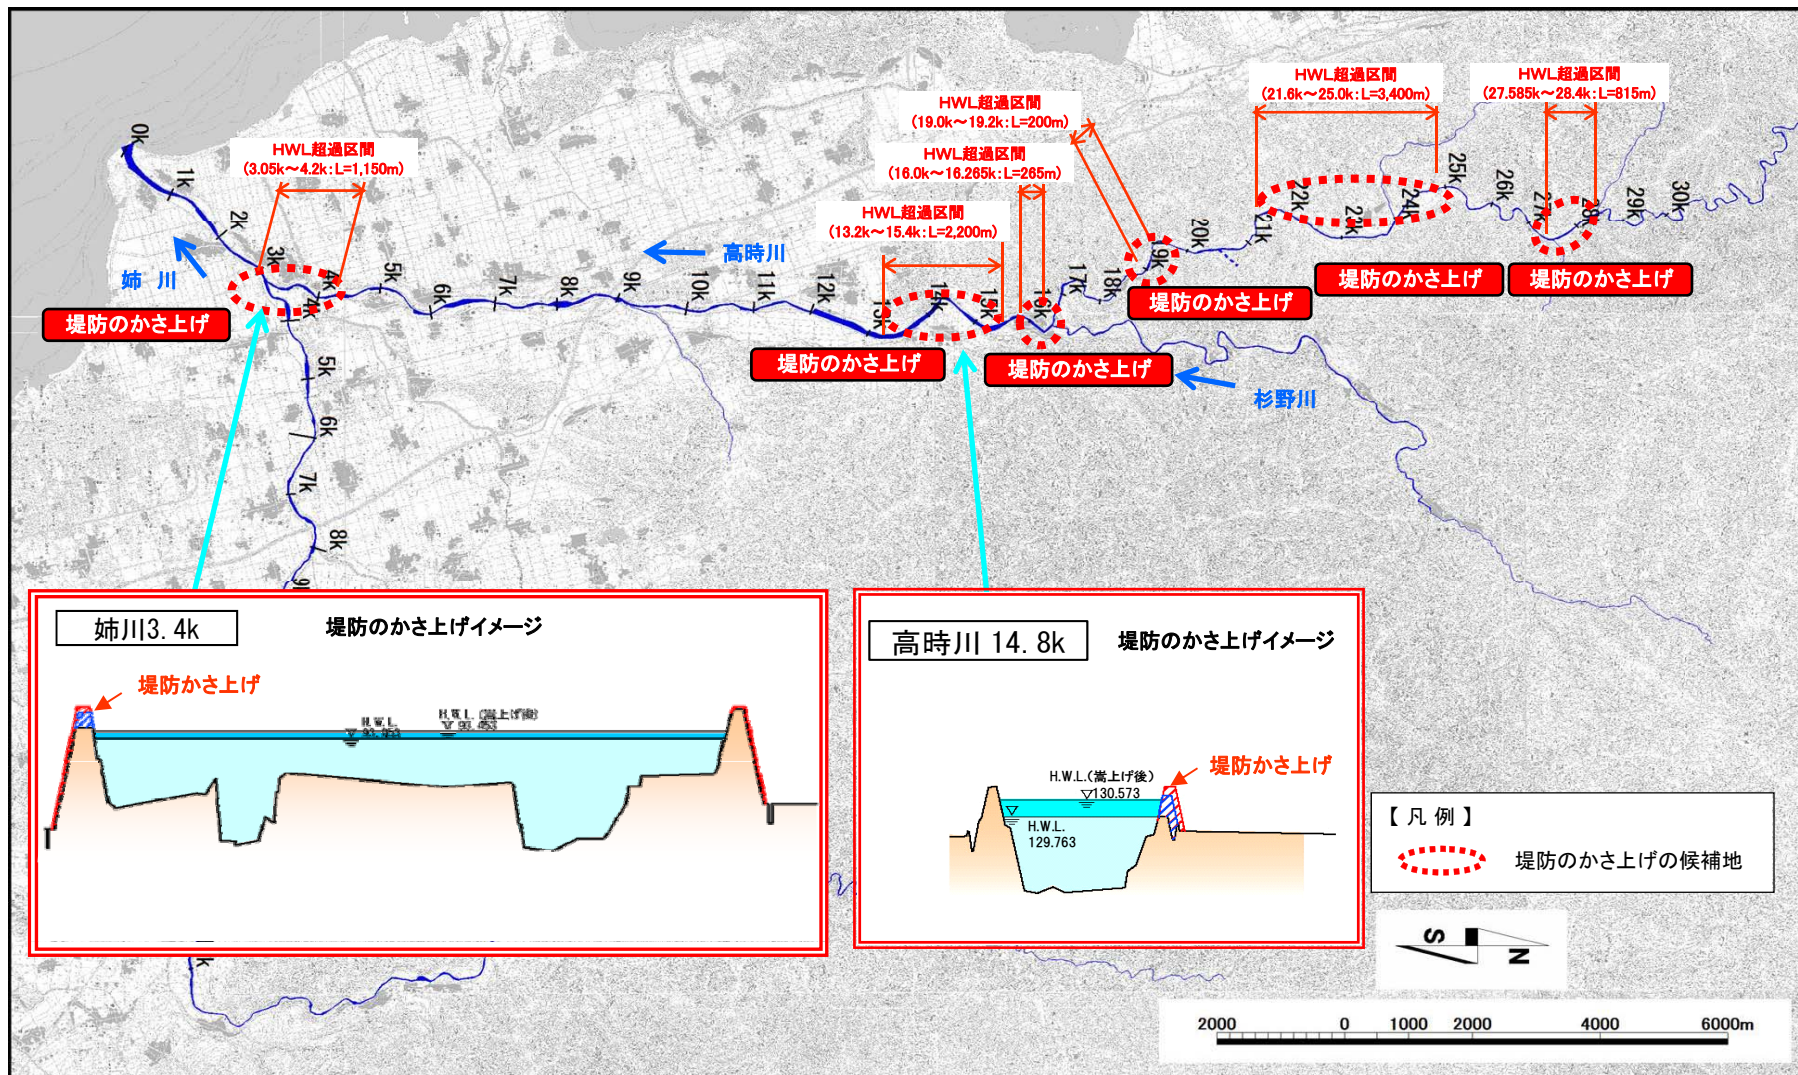 HWL超過区間
(3.05k～4.2k:L=1,150m)
HWL超過区間
(13.2k～15.4k:L=2,200m)
HWL超過区間
(16.0k～16.265k:L=265m)
HWL超過区間
(19.0k～19.2k:L=200m)
HWL超過区間
(21.6k～25.0k:L=3,400m)
HWL超過区間
(27.585k～28.4k:L=815m)
0k
1k
2k
3k
4k
5k
6k
7k
8k
9k
10k
11k
12k
13k
14k
15k
16k
17k
18k
19k
20k
21k
22k
23k
24k
25k
26k
27k
28k
29k
30k
4k
5k
6k
7k
8k
姉川
高時川
杉野川
堤防のかさ上げ
堤防のかさ上げ
堤防のかさ上げ
堤防のかさ上げ
堤防のかさ上げ
堤防のかさ上げ
姉川3.4k
堤防のかさ上げイメージ
堤防かさ上げ
H.W.L.
H.W.L.(嵩上げ後)
高時川 14.8k
堤防のかさ上げイメージ
堤防かさ上げ
H.W.L.(嵩上げ後)
130.573
H.W.L.
129.763
【凡例】
堤防のかさ上げの候補地
S
N
2000 0 1000 2000 4000 6000m